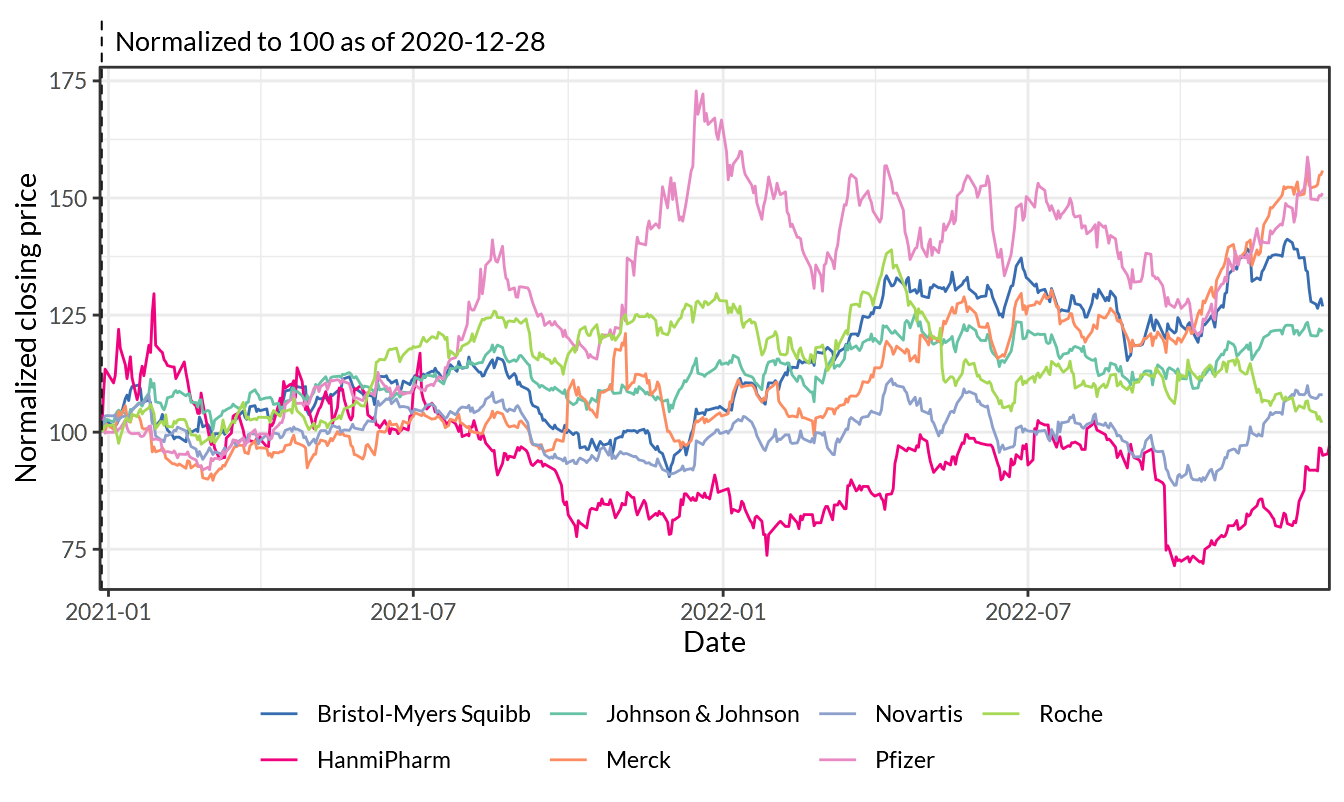 Normalized to 100 as of 2020-12-28
175
150
125
100
75
Normalized closing price
2021-01 2021-07 2022-01 2022-07
Date
Bristol-Myers Squibb Johnson & Johnson Novartis Roche
HanmiPharm Merck Pfizer